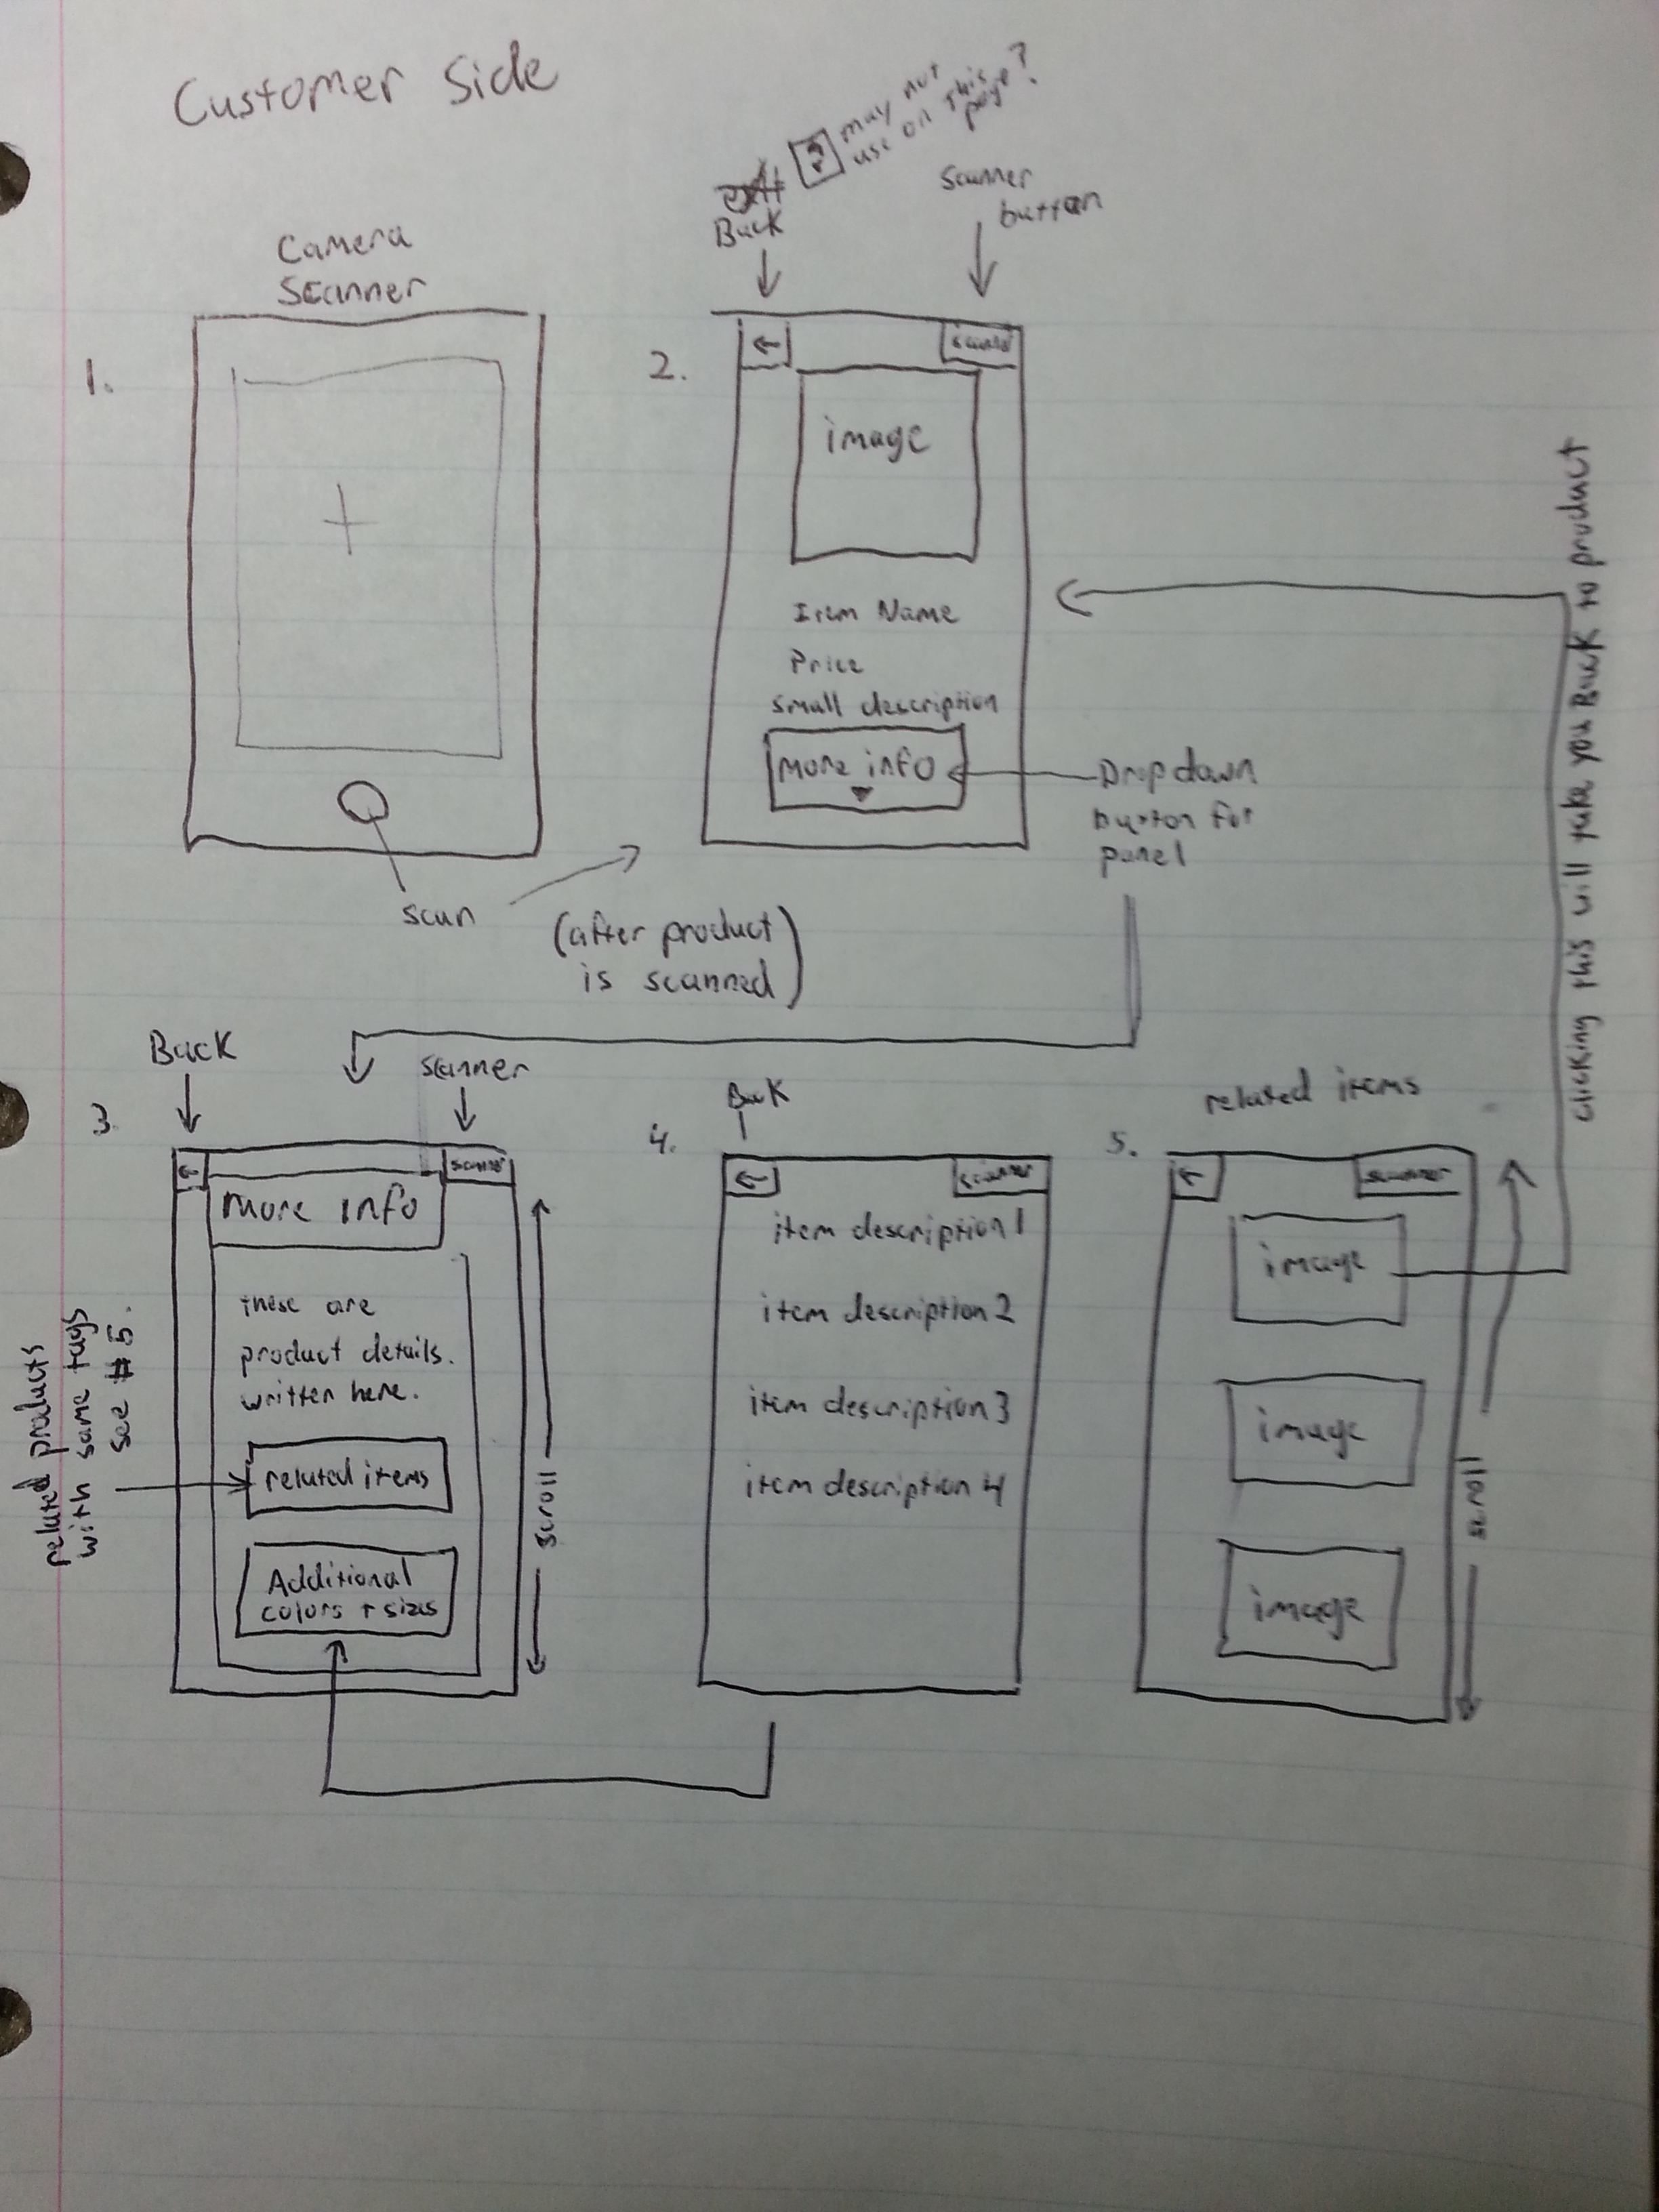 Customer Side
may not
use on this
page?
Back
scanner
button
Camera
Scanner
1.
2.
←
image
Item Name
Price
small description
more info
Dropdown
button for
panel
scan
(after product
is scanned)
clicking this will take you Back to product
Back
scanner
3.
←
scanner
more info
these are
product details.
written here.
related items
Additional
colors + sizes
scroll
related products
with same tags
see #5.
Back
4.
←
scanner
item description 1
item description 2
item description 3
item description 4
related items
5.
←
scanner
image
image
image
scroll